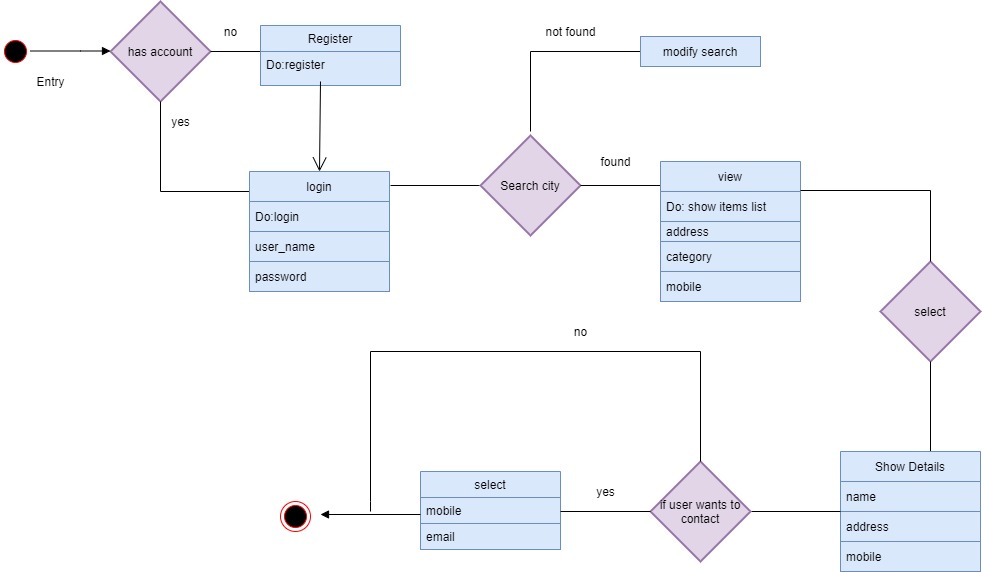 has account
no
Entry
yes
Register
Do:register
login
Do:login
user_name
password
not found
modify search
Search city
found
view
Do: show items list
address
category
mobile
select
Show Details
name
address
mobile
no
if user wants to
contact
yes
select
mobile
email